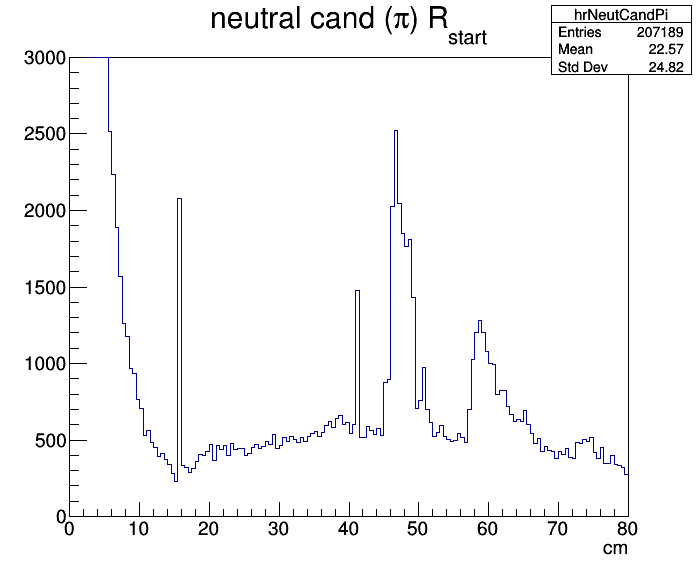 neutral cand (π) R_start
hrNeutCandPi
Entries 207189
Mean 22.57
Std Dev 24.82
3000
2500
2000
1500
1000
500
0
0 10 20 30 40 50 60 70 80
cm